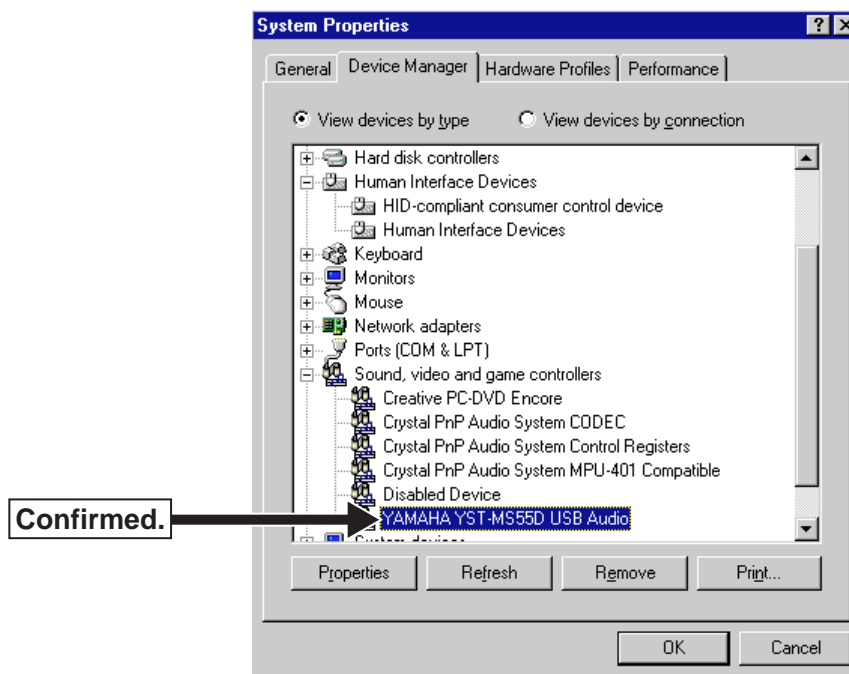 System Properties
General Device Manager Hardware Profiles Performance
View devices by type View devices by connection
Hard disk controllers
Human Interface Devices
HID-compliant consumer control device
Human Interface Devices
Keyboard
Monitors
Mouse
Network adapters
Ports (COM & LPT)
Sound, video and game controllers
Creative PC-DVD Encore
Crystal PnP Audio System CODEC
Crystal PnP Audio System Control Registers
Crystal PnP Audio System MPU-401 Compatible
Disabled Device
Confirmed. YAMAHA YST-MS55D USB Audio
System devices
Properties Refresh Remove Print...
OK Cancel